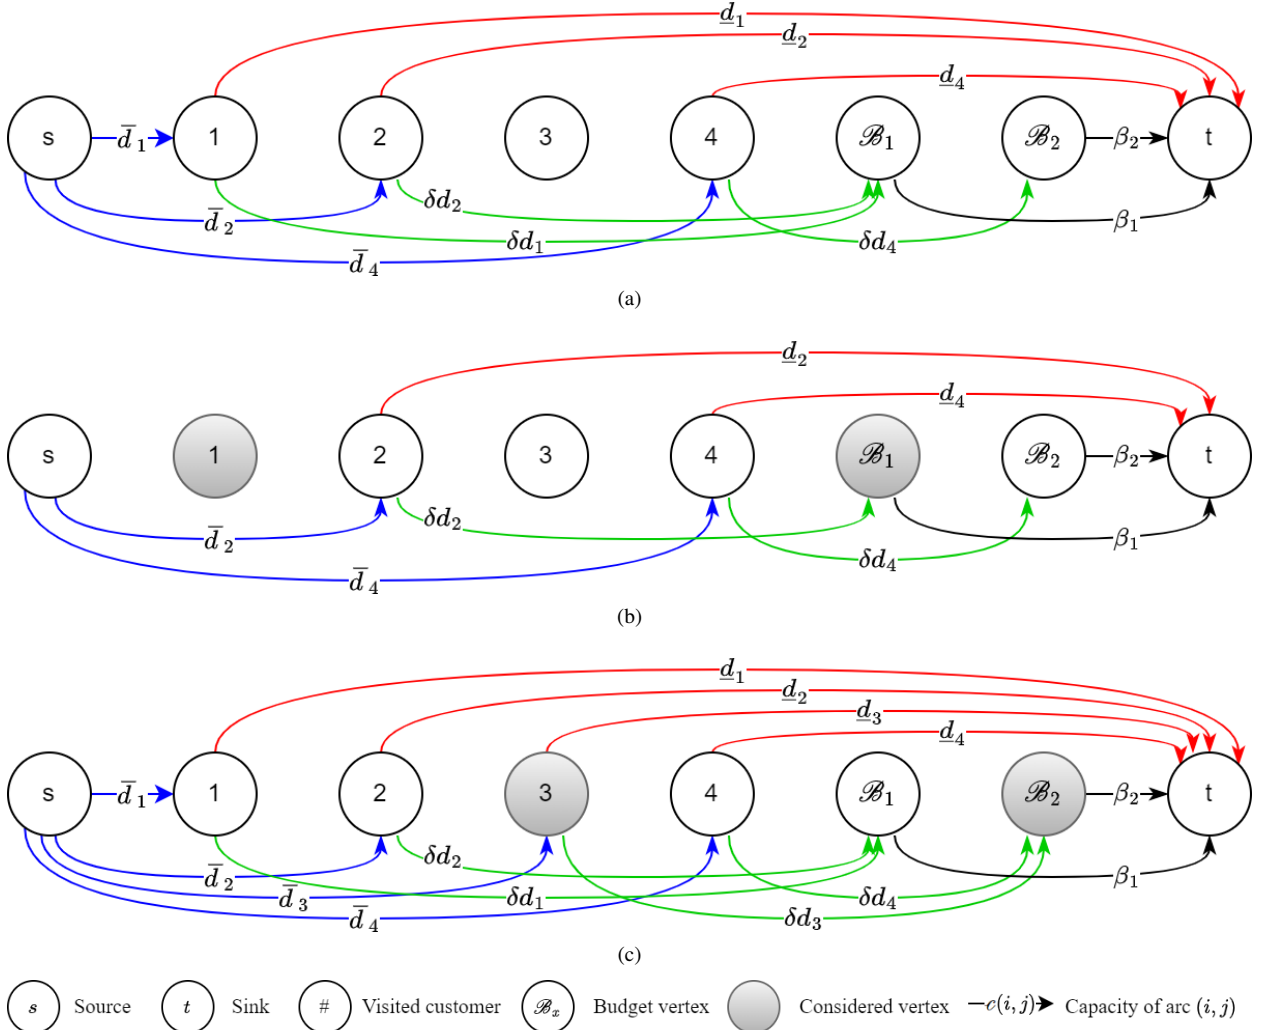 d̲₁
d̲₂
d̲₄
s d̅₁ 1 2 3 4 ℬ₁ ℬ₂ β₂ t
δd₂
d̅₂ β₁
δd₁ δd₄
d̅₄
(a)
d̲₂
d̲₄
s 1 2 3 4 ℬ₁ ℬ₂ β₂ t
δd₂
d̅₂ β₁
δd₄
d̅₄
(b)
d̲₁
d̲₂
d̲₃
d̲₄
s d̅₁ 1 2 3 4 ℬ₁ ℬ₂ β₂ t
δd₂
d̅₂ β₁
d̅₃ δd₁ δd₄
d̅₄ δd₃
(c)
s Source t Sink # Visited customer ℬₓ Budget vertex Considered vertex c(i, j) Capacity of arc (i, j)